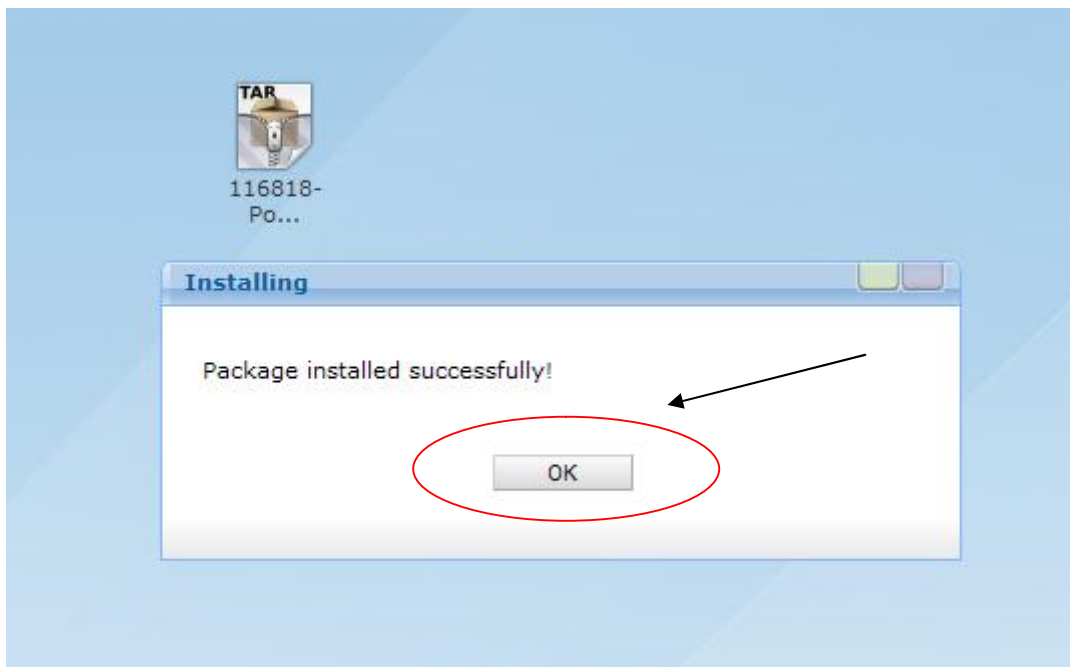 TAR
116818-
Po...
Installing
Package installed successfully!
OK